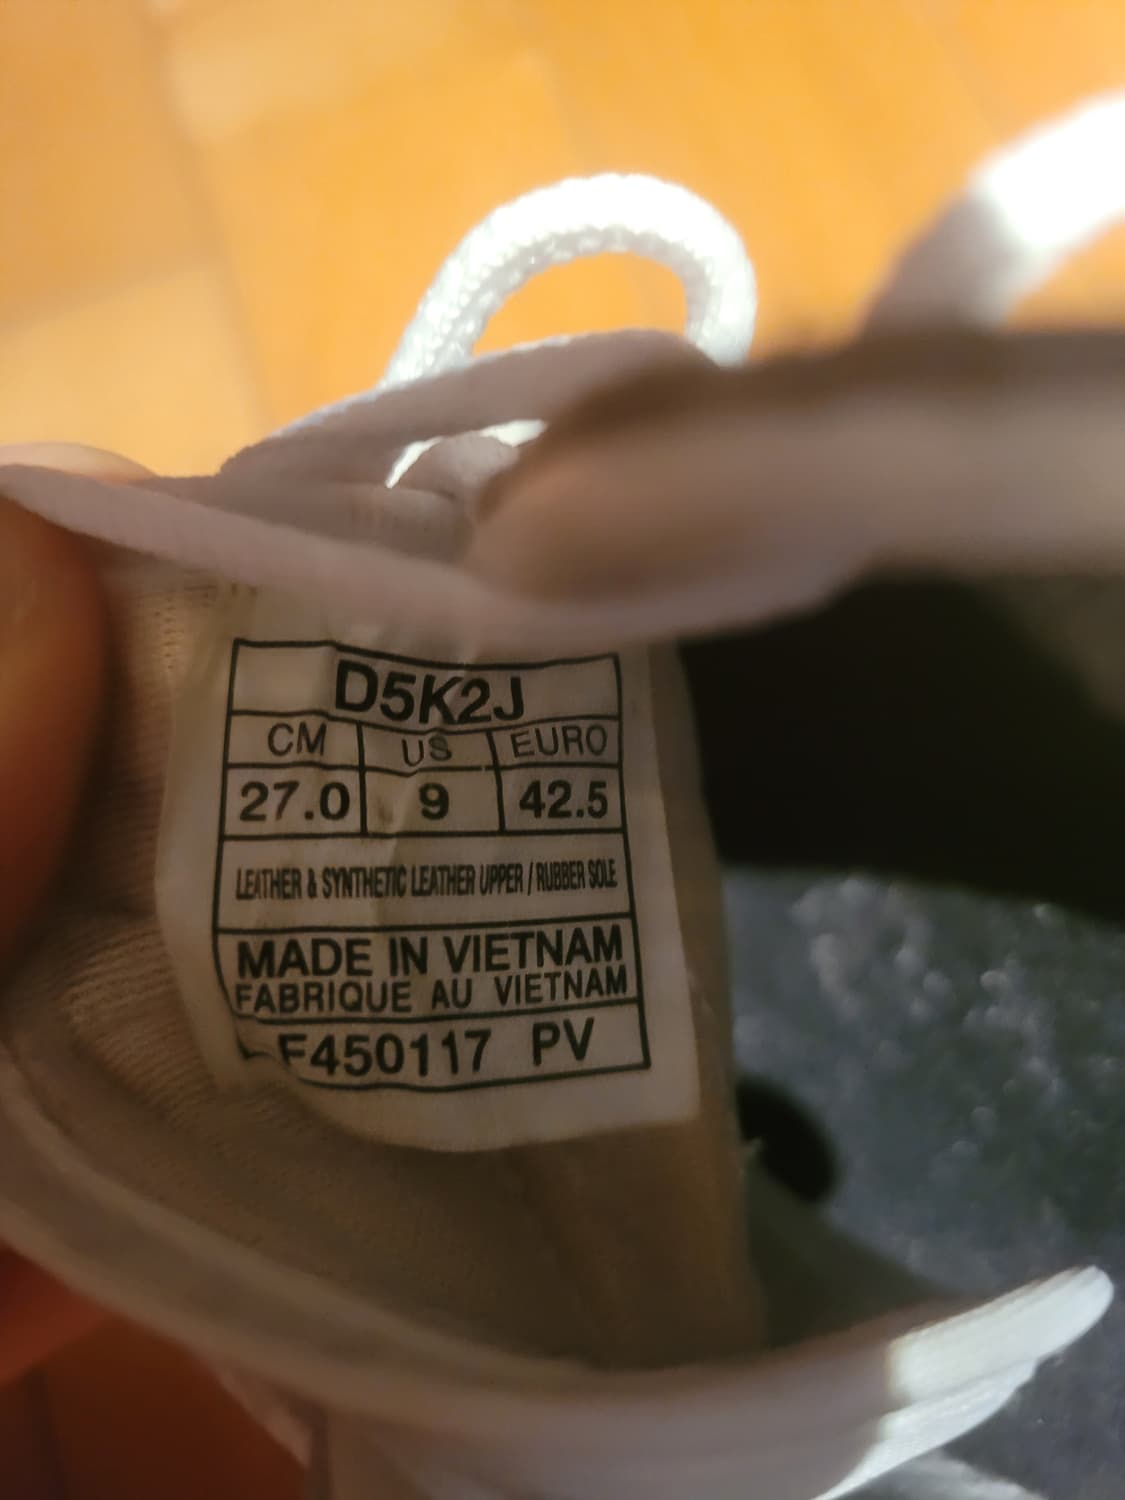 D5K2J
CM US EURO
27.0 9 42.5
LEATHER & SYNTHETIC LEATHER UPPER / RUBBER SOLE
MADE IN VIETNAM
FABRIQUE AU VIETNAM
F450117 PV